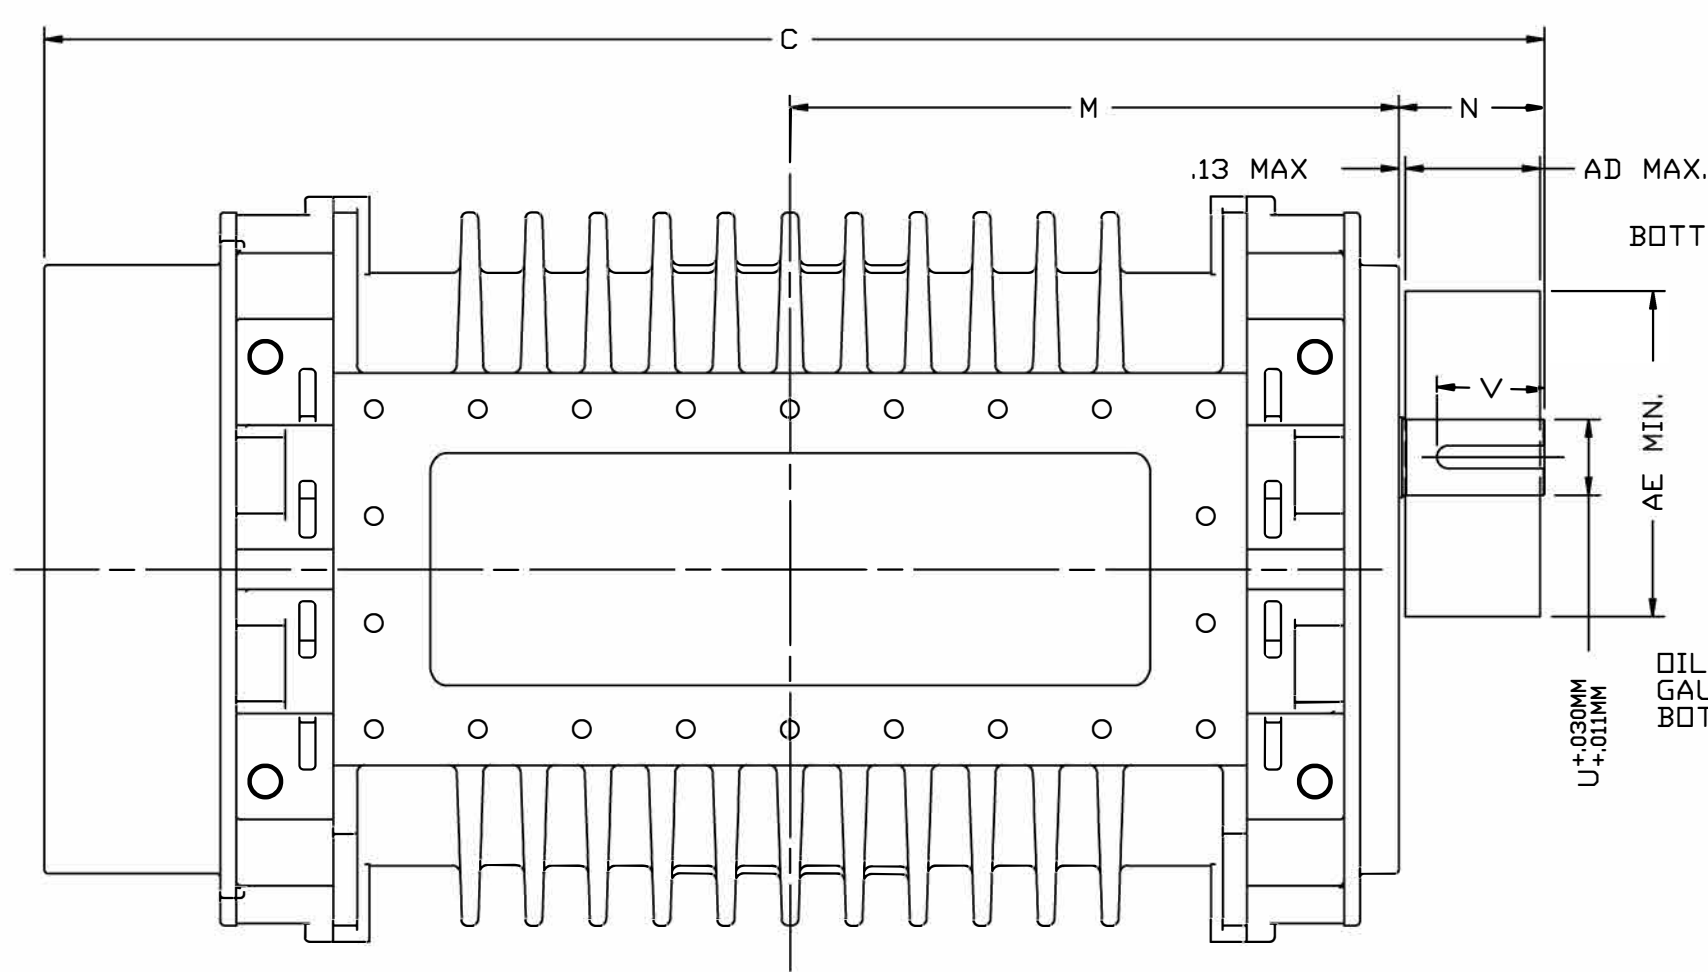 C
M
N
.13 MAX
AD MAX.
BOTT
V
AE MIN.
U+.030MM
+.011MM
OIL
GAU
BOT